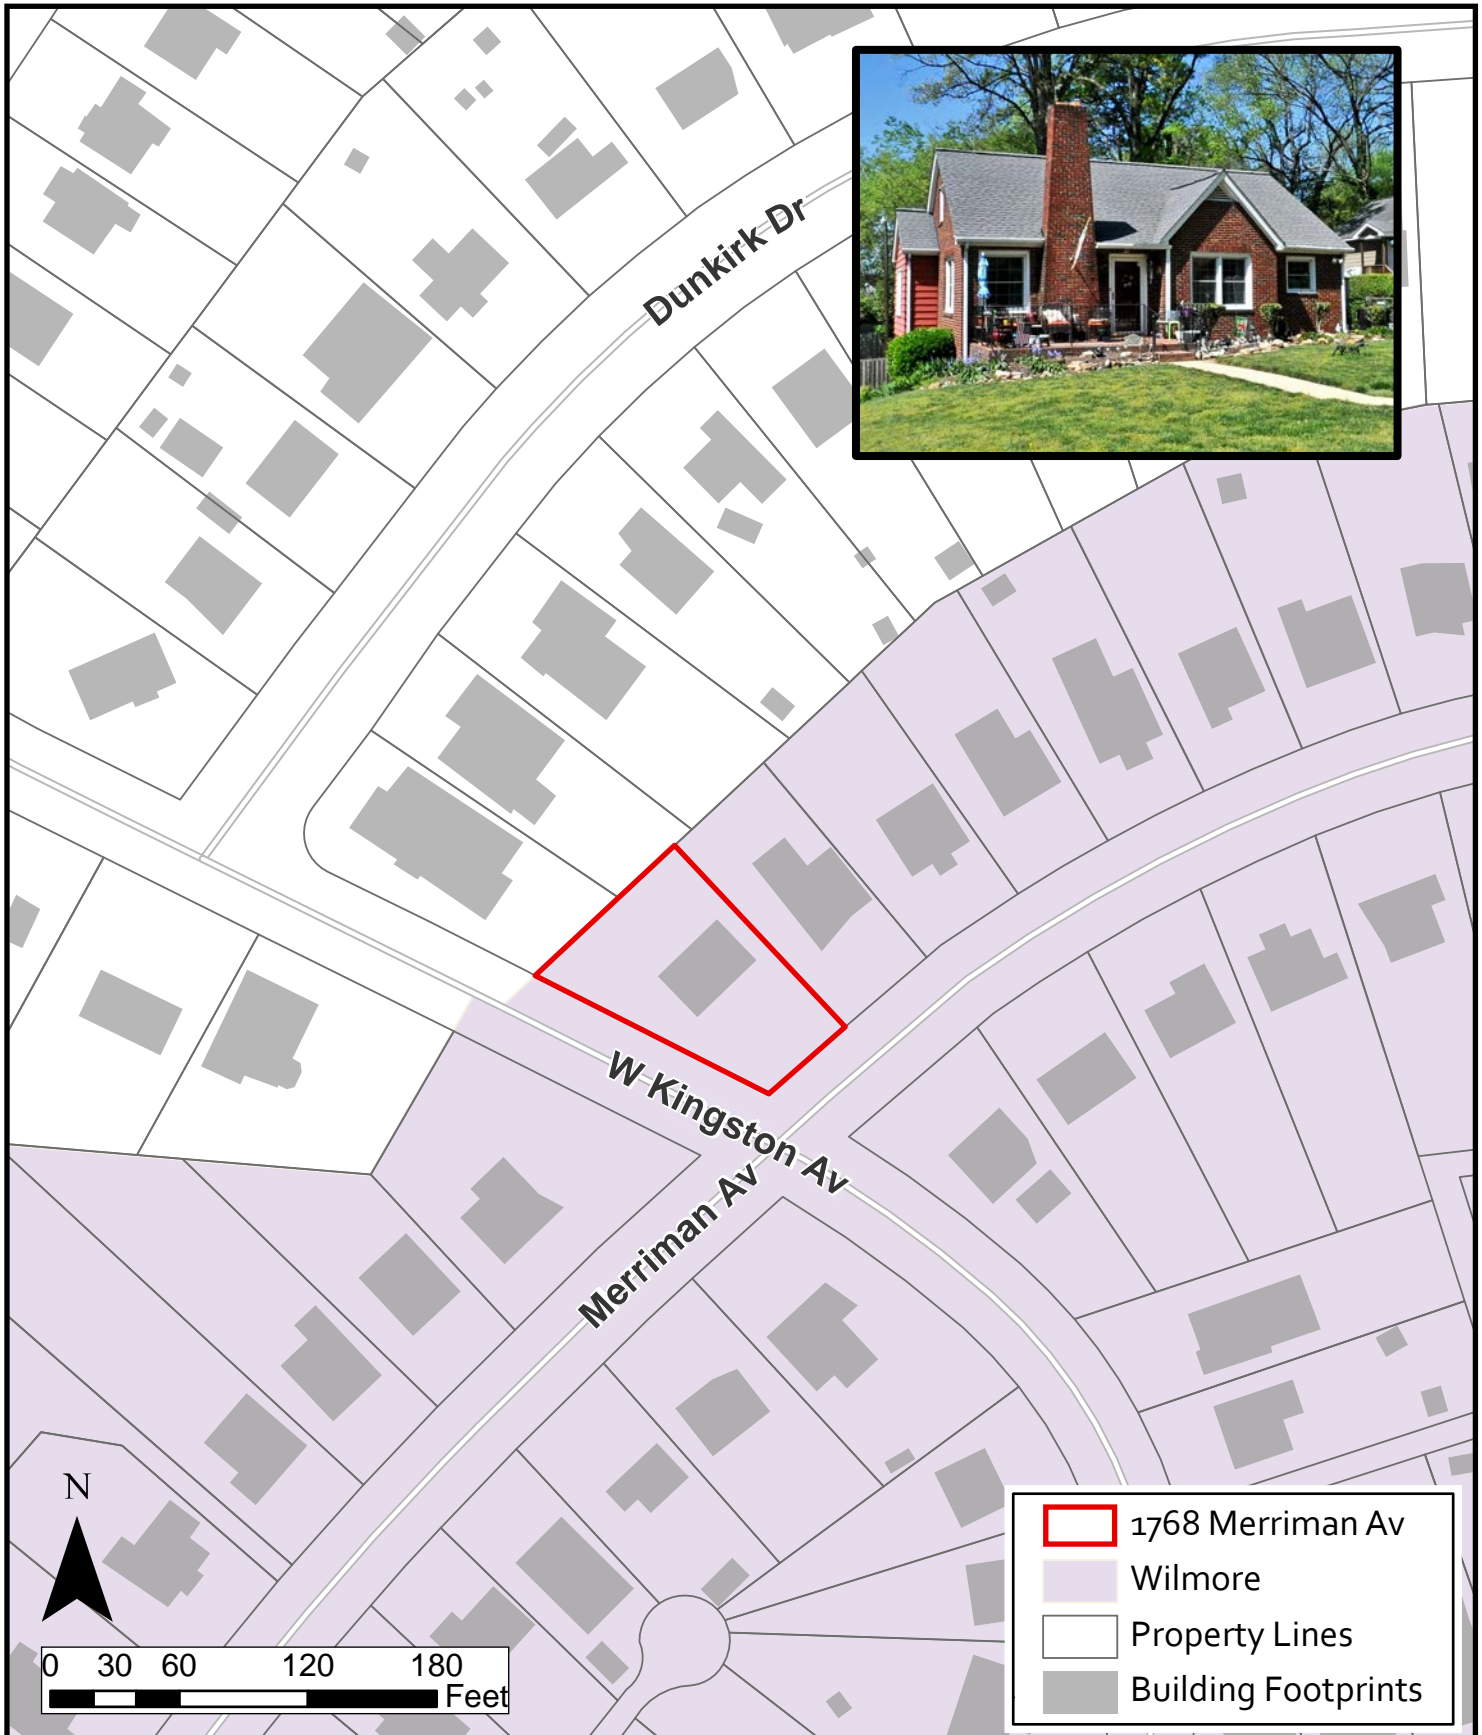 Dunkirk Dr
W Kingston Av
Merriman Av
N
0 30 60 120 180
Feet
1768 Merriman Av
Wilmore
Property Lines
Building Footprints